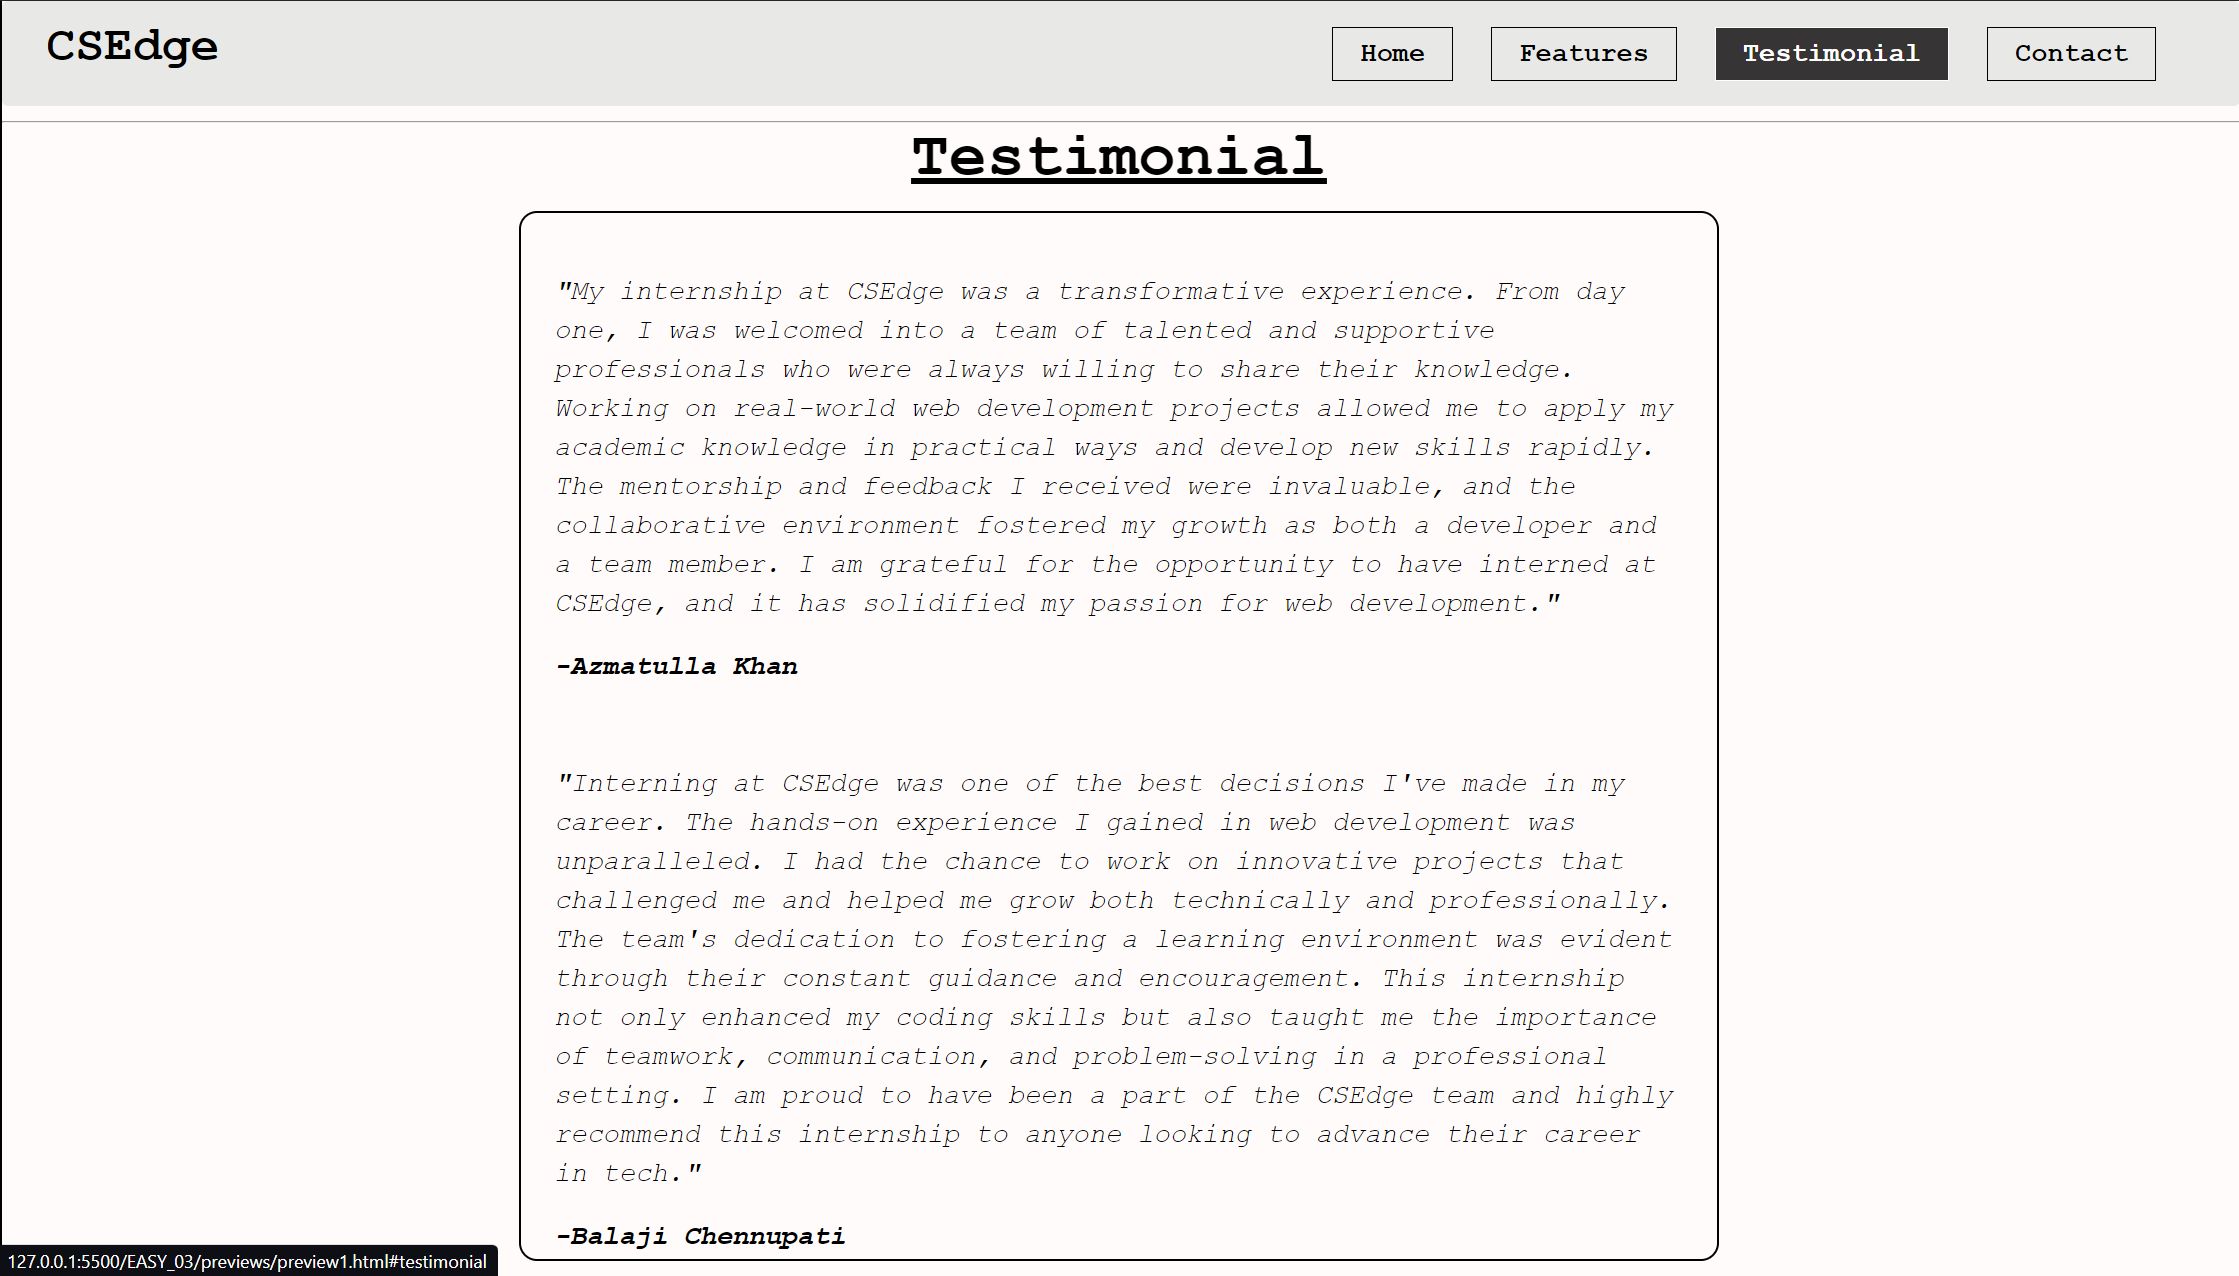 CSEdge
Home Features Testimonial Contact
Testimonial
"My internship at CSEdge was a transformative experience. From day
one, I was welcomed into a team of talented and supportive
professionals who were always willing to share their knowledge.
Working on real-world web development projects allowed me to apply my
academic knowledge in practical ways and develop new skills rapidly.
The mentorship and feedback I received were invaluable, and the
collaborative environment fostered my growth as both a developer and
a team member. I am grateful for the opportunity to have interned at
CSEdge, and it has solidified my passion for web development."
-Azmatulla Khan
"Interning at CSEdge was one of the best decisions I've made in my
career. The hands-on experience I gained in web development was
unparalleled. I had the chance to work on innovative projects that
challenged me and helped me grow both technically and professionally.
The team's dedication to fostering a learning environment was evident
through their constant guidance and encouragement. This internship
not only enhanced my coding skills but also taught me the importance
of teamwork, communication, and problem-solving in a professional
setting. I am proud to have been a part of the CSEdge team and highly
recommend this internship to anyone looking to advance their career
in tech."
-Balaji Chennupati
127.0.0.1:5500/EASY_03/previews/preview1.html#testimonial